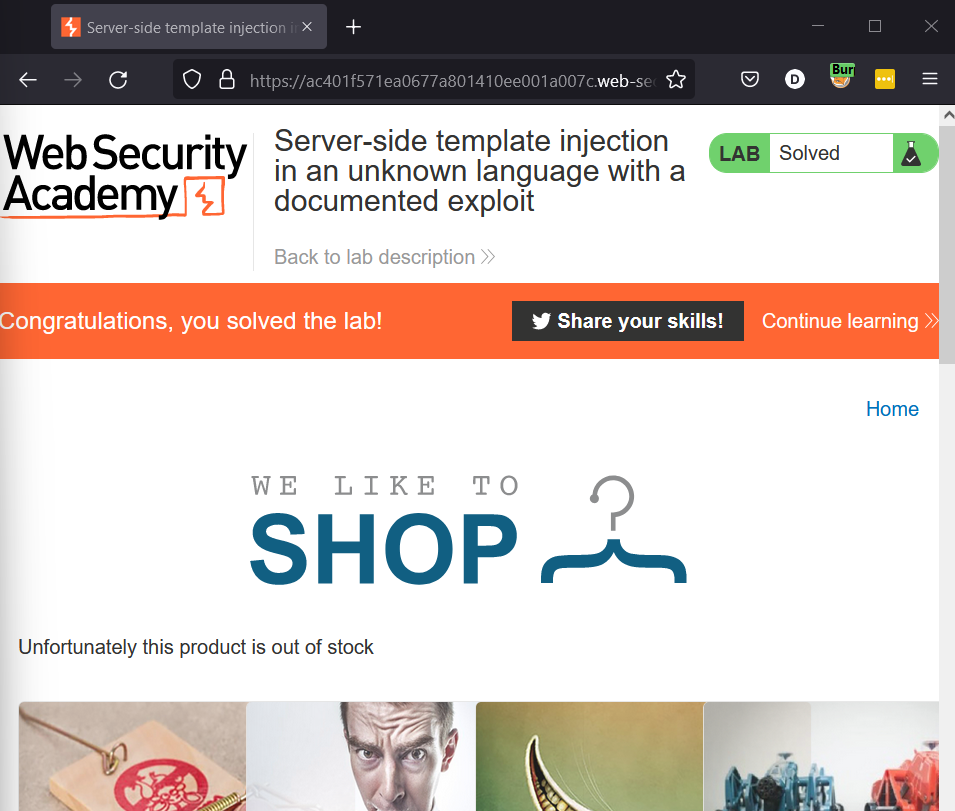 Server-side template injection i
https://ac401f571ea0677a801410ee001a007c.web-sec
D
Bur
Web Security
Academy
Server-side template injection
in an unknown language with a
documented exploit
Back to lab description
LAB Solved
Congratulations, you solved the lab!
Share your skills!
Continue learning
Home
WE LIKE TO
SHOP
Unfortunately this product is out of stock